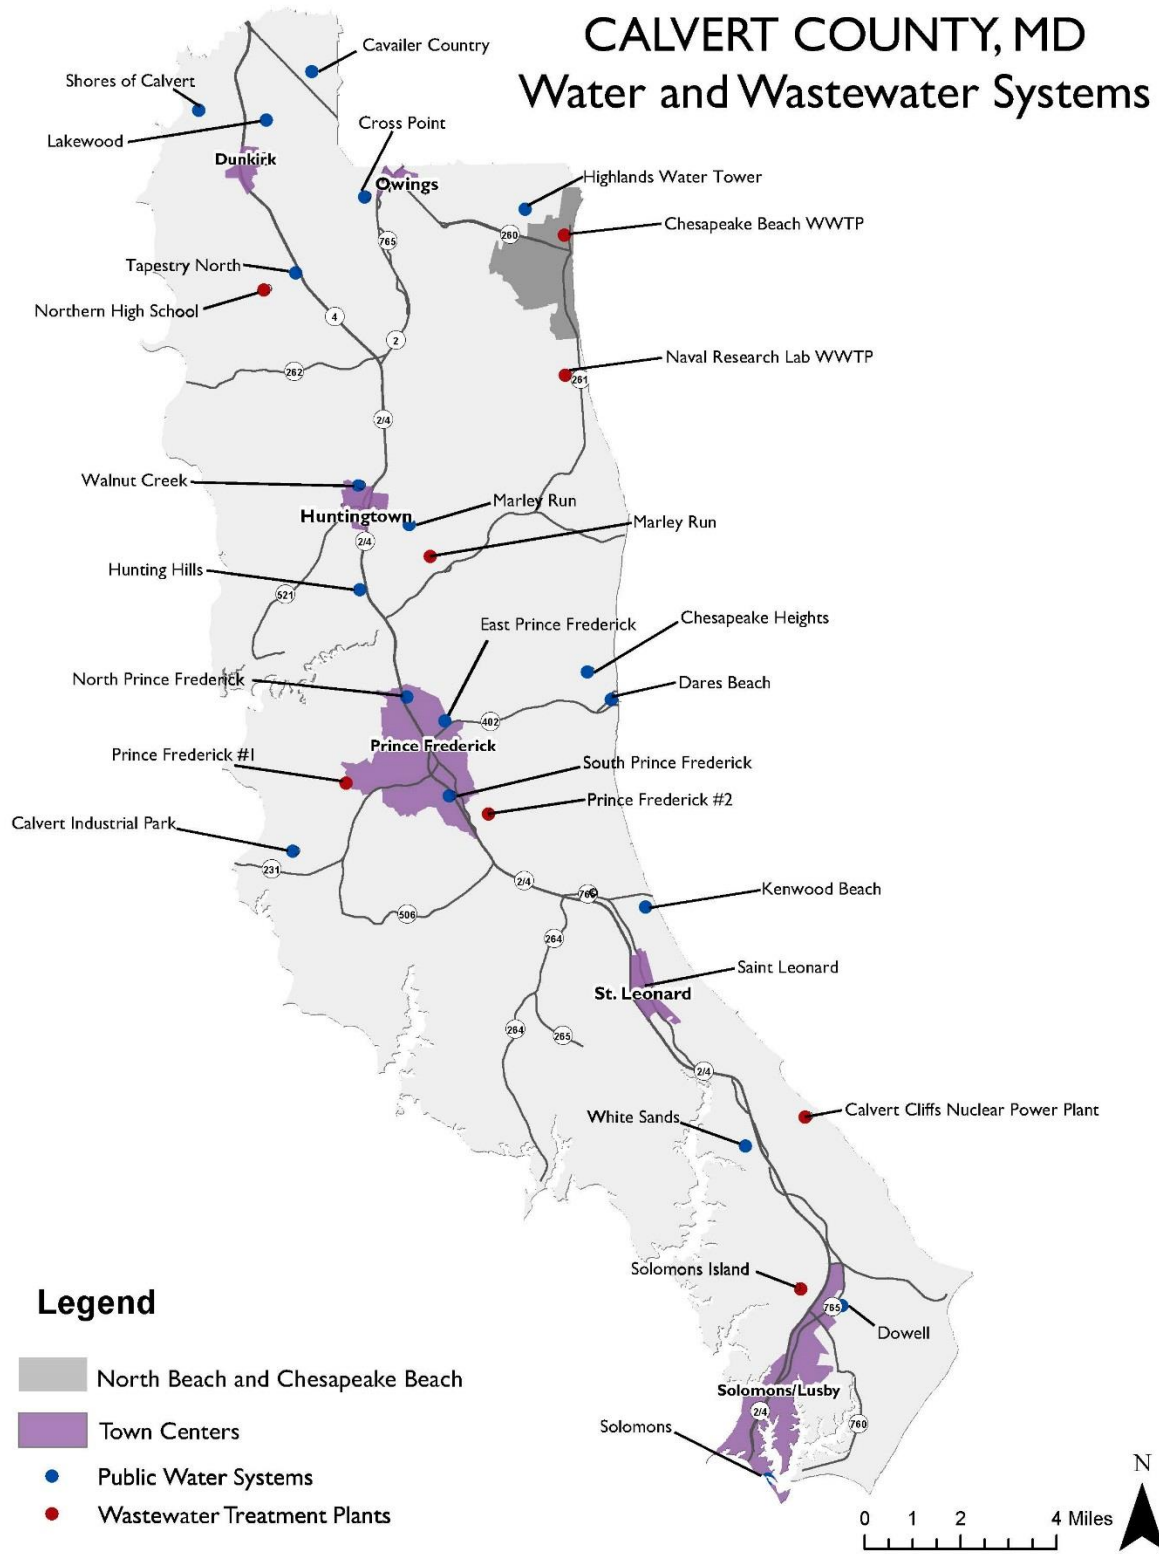 CALVERT COUNTY, MD
Water and Wastewater Systems
Cavailer Country
Shores of Calvert
Cross Point
Lakewood
Dunkirk
Owings
Highlands Water Tower
Chesapeake Beach WWTP
260
765
Tapestry North
Northern High School
4
2
Naval Research Lab WWTP
262
261
2/4
Walnut Creek
Marley Run
Huntingtown
Marley Run
2/4
Hunting Hills
521
Chesapeake Heights
East Prince Frederick
North Prince Frederick
Dares Beach
402
Prince Frederick
Prince Frederick #1
South Prince Frederick
Prince Frederick #2
Calvert Industrial Park
231
2/4
765
Kenwood Beach
506
264
Saint Leonard
St. Leonard
264
265
2/4
Calvert Cliffs Nuclear Power Plant
White Sands
Solomons Island
765
Dowell
Solomons/Lusby
2/4
760
Solomons
Legend
North Beach and Chesapeake Beach
Town Centers
Public Water Systems
Wastewater Treatment Plants
N
0 1 2 4 Miles